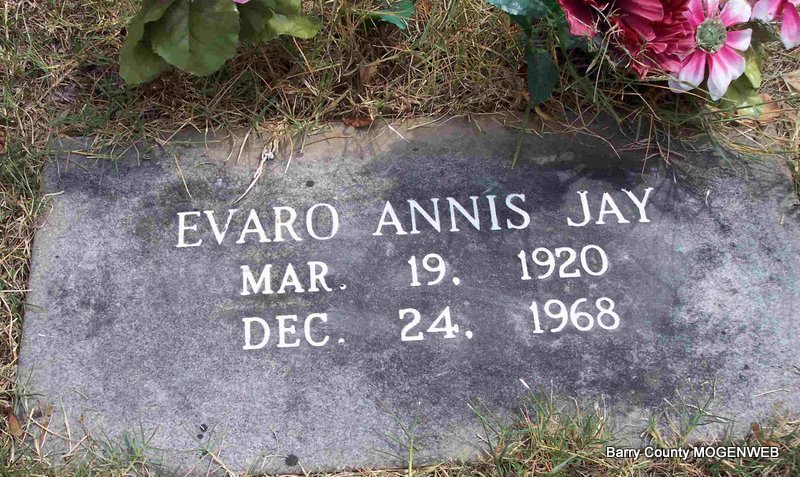 EVARO ANNIS JAY
MAR. 19. 1920
DEC. 24. 1968
Barry County MOGENWEB